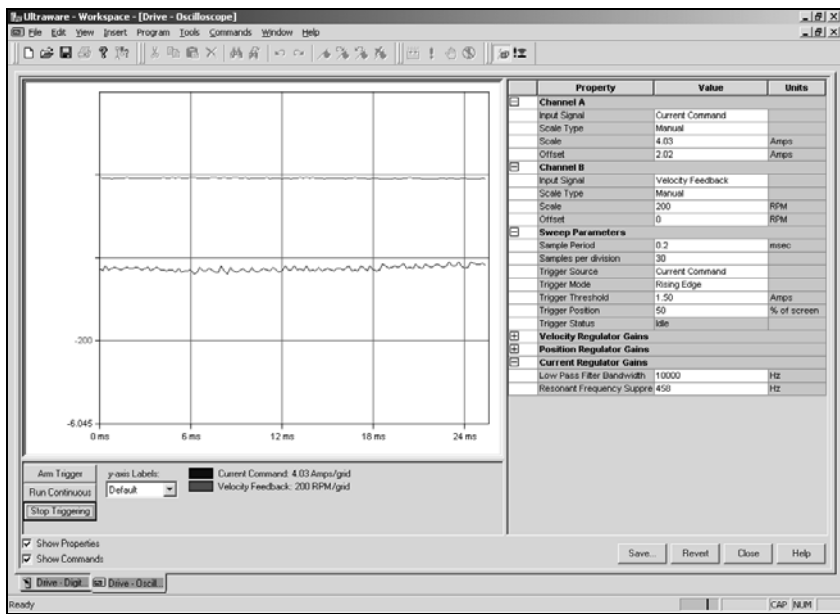 Ultraware - Workspace - [Drive - Oscilloscope]
File Edit View Insert Program Tools Commands Window Help
Property Value Units
Channel A
Input Signal Current Command
Scale Type Manual
Scale 4.03 Amps
Offset 2.02 Amps
Channel B
Input Signal Velocity Feedback
Scale Type Manual
Scale 200 RPM
Offset 0 RPM
Sweep Parameters
Sample Period 0.2 msec
Samples per division 30
Trigger Source Current Command
Trigger Mode Rising Edge
Trigger Threshold 1.50 Amps
Trigger Position 50 % of screen
Trigger Status Idle
Velocity Regulator Gains
Position Regulator Gains
Current Regulator Gains
Low Pass Filter Bandwidth 10000 Hz
Resonant Frequency Suppre 458 Hz
-200
-6.045
0 ms 6 ms 12 ms 18 ms 24 ms
Arm Trigger
Run Continuous
Stop Triggering
y-axis Labels:
Default
Current Command: 4.03 Amps/grid
Velocity Feedback: 200 RPM/grid
Show Properties
Show Commands
Save... Revert Close Help
Drive - Digit... Drive - Oscill...
Ready CAP NUM